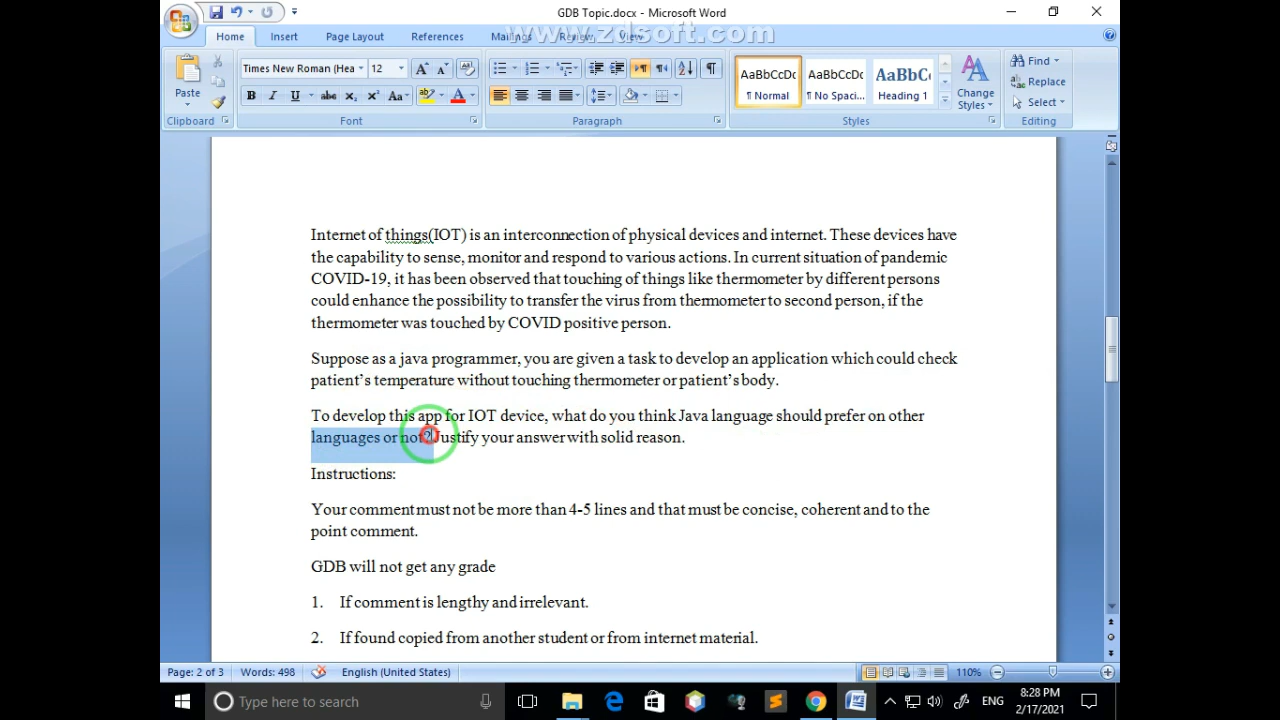 GDB Topic.docx - Microsoft Word
www.zdsoft.com
Home Insert Page Layout References Mailings Review View
Paste
Times New Roman (Hea 12
AaBbCcDc AaBbCcDc AaBbC
¶ Normal ¶ No Spaci... Heading 1
Change
Styles
Find
Replace
Select
Clipboard Font Paragraph Styles Editing
Internet of things(IOT) is an interconnection of physical devices and internet. These devices have
the capability to sense, monitor and respond to various actions. In current situation of pandemic
COVID-19, it has been observed that touching of things like thermometer by different persons
could enhance the possibility to transfer the virus from thermometer to second person, if the
thermometer was touched by COVID positive person.
Suppose as a java programmer, you are given a task to develop an application which could check
patient’s temperature without touching thermometer or patient’s body.
To develop this app for IOT device, what do you think Java language should prefer on other
languages or not? Justify your answer with solid reason.
Instructions:
Your comment must not be more than 4-5 lines and that must be concise, coherent and to the
point comment.
GDB will not get any grade
1. If comment is lengthy and irrelevant.
2. If found copied from another student or from internet material.
Page: 2 of 3 Words: 498 English (United States) 110%
Type here to search
ENG
8:28 PM
2/17/2021